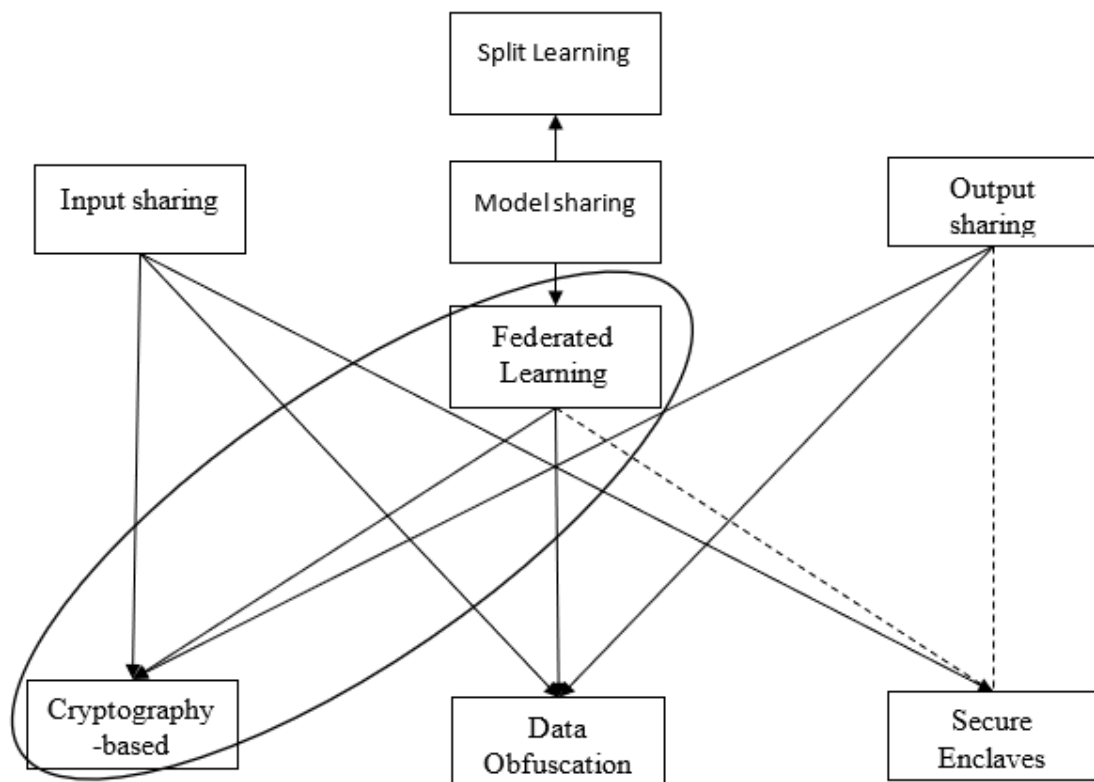 Split Learning
Input sharing
Model sharing
Output
sharing
Federated
Learning
Cryptography
-based
Data
Obfuscation
Secure
Enclaves